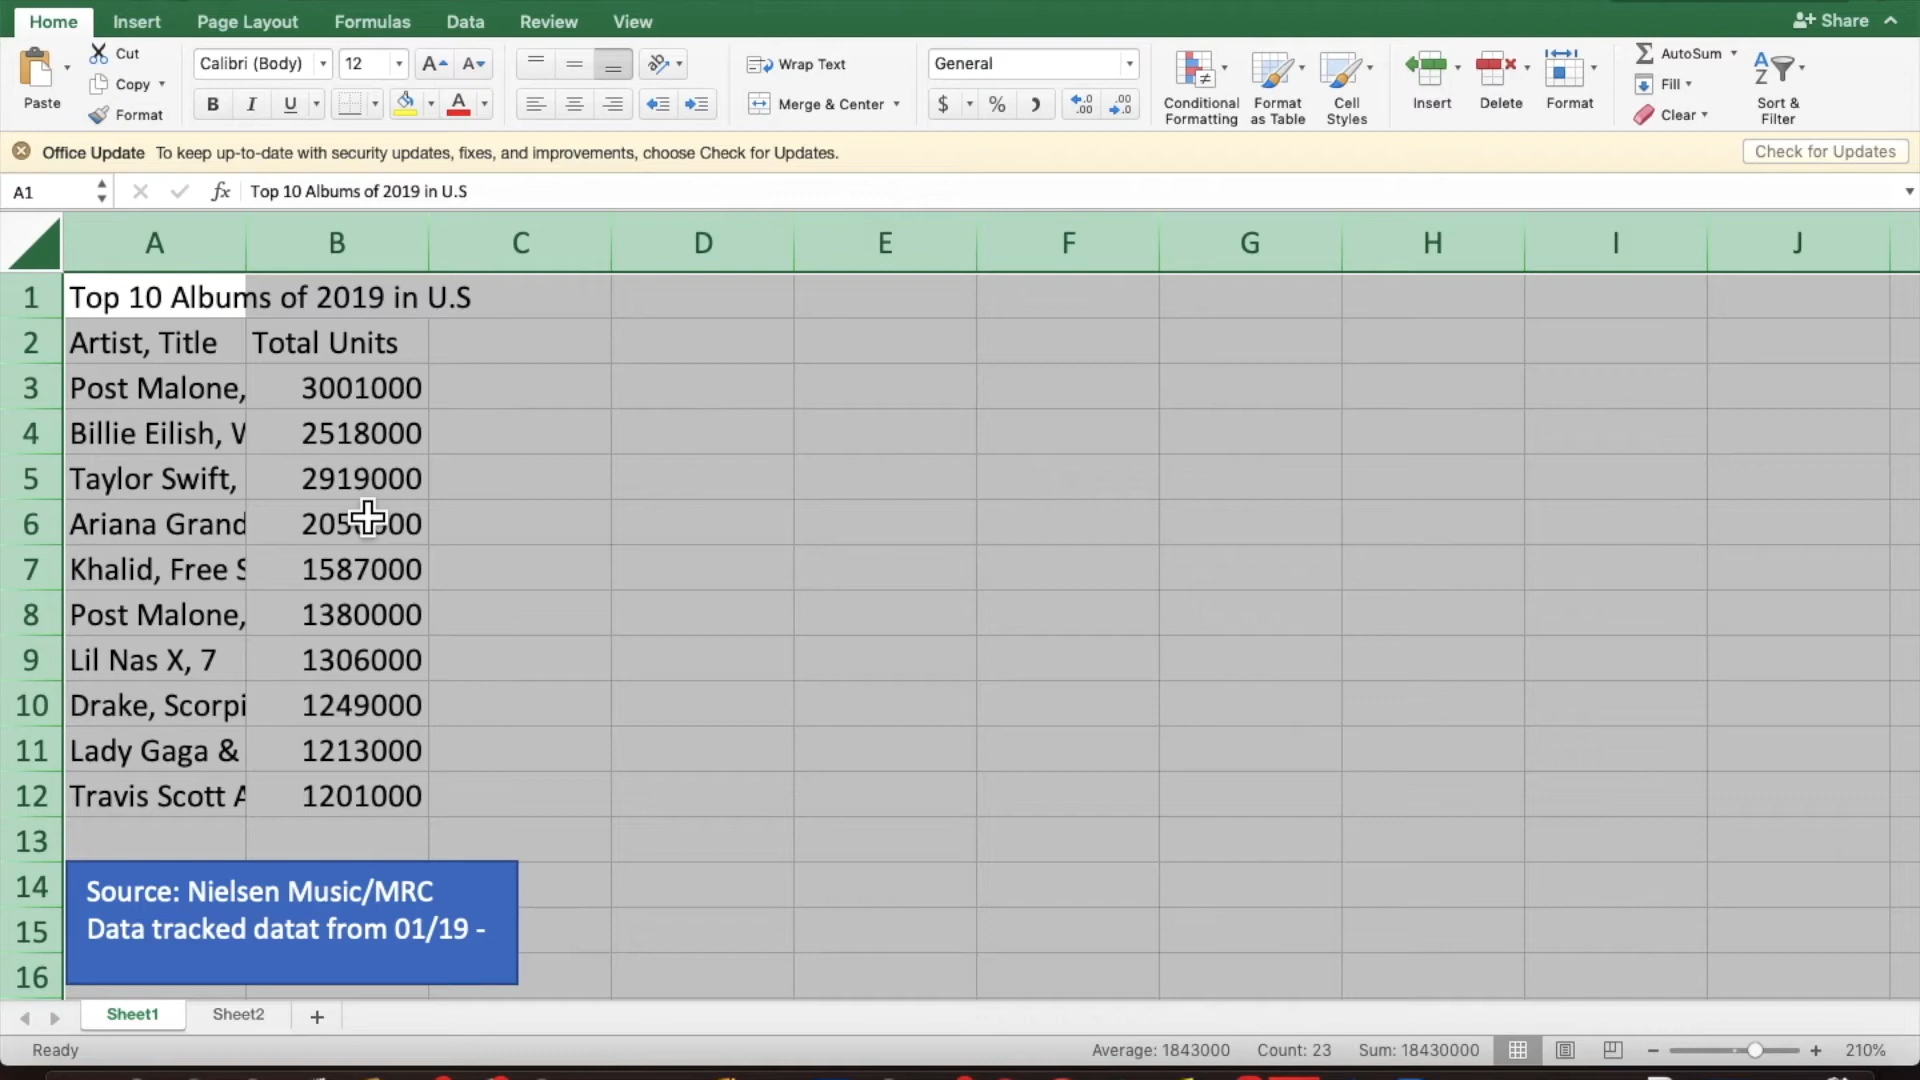 Home Insert Page Layout Formulas Data Review View Share
Cut Calibri (Body) 12 A A Wrap Text General AutoSum
Copy Fill
Paste Format B I U A Merge & Center $ % .00 .00 Conditional Formatting Format as Table Cell Styles Insert Delete Format Clear Sort & Filter
Office Update To keep up-to-date with security updates, fixes, and improvements, choose Check for Updates. Check for Updates
A1 fx Top 10 Albums of 2019 in U.S
A B C D E F G H I J
1 Top 10 Albums of 2019 in U.S
2 Artist, Title Total Units
3 Post Malone, 3001000
4 Billie Eilish, 2518000
5 Taylor Swift, 2919000
6 Ariana Grand
7 Khalid, Free S 1587000
8 Post Malone, 1380000
9 Lil Nas X, 7 1306000
10 Drake, Scorpi 1249000
11 Lady Gaga & 1213000
12 Travis Scott A 1201000
13
14 Source: Nielsen Music/MRC
15 Data tracked datat from 01/19 -
16
Sheet1 Sheet2 +
Ready Average: 1843000 Count: 23 Sum: 18430000 210%